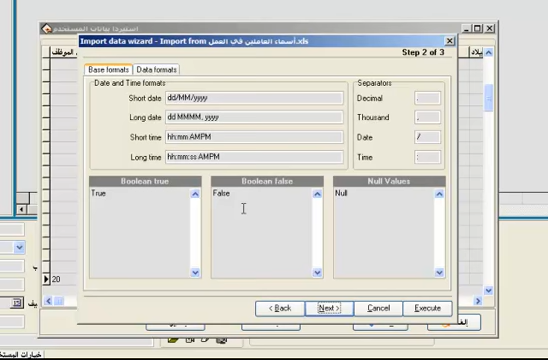 استيراد بيانات المستخدم
Import data wizard - Import from أسماء العاملين في العمل.xls
Step 2 of 3
Base formats
Data formats
Date and Time formats
Separators
Short date dd/MM/yyyy
Decimal .
Long date dd MMMM, yyyy
Thousand ,
Short time hh:mm AMPM
Date /
Long time hh:mm:ss AMPM
Time :
Boolean true
Boolean false
Null Values
True
False
Null
20
< Back
Next >
Cancel
Execute
خيارات المستخدم